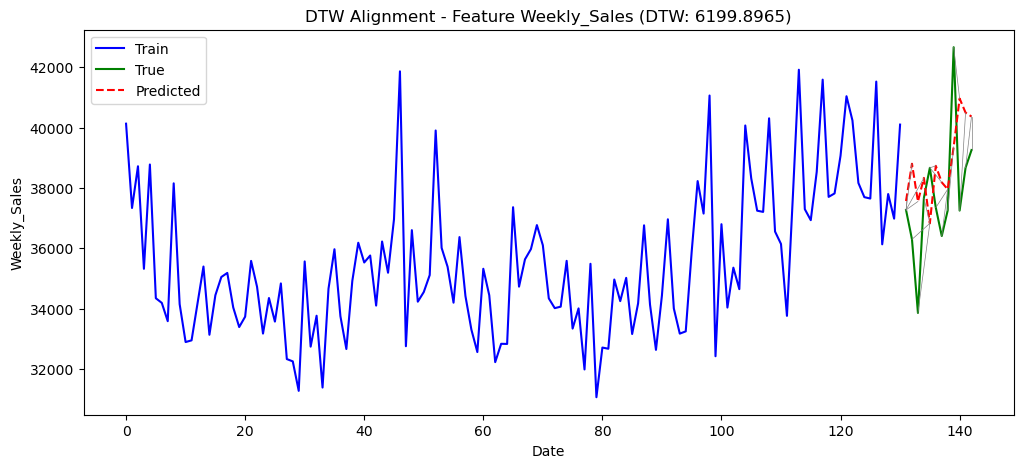 DTW Alignment - Feature Weekly_Sales (DTW: 6199.8965)
Train
True
Predicted
42000
40000
38000
36000
34000
32000
Weekly_Sales
0 20 40 60 80 100 120 140
Date